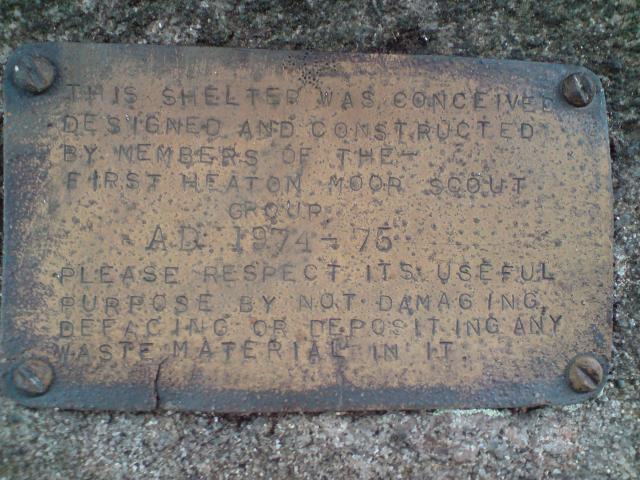 THIS SHELTER WAS CONCEIVED
DESIGNED AND CONSTRUCTED
BY MEMBERS OF THE-
FIRST HEATON MOOR SCOUT
GROUP.
A.D. 1974-75
PLEASE RESPECT ITS USEFUL
PURPOSE BY NOT DAMAGING,
DEFACING OR DEPOSITING ANY
WASTE MATERIAL IN IT.